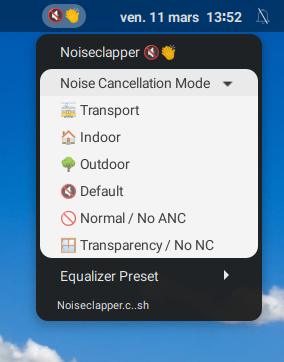 ven. 11 mars 13:52
Noiseclapper
Noise Cancellation Mode
Transport
Indoor
Outdoor
Default
Normal / No ANC
Transparency / No NC
Equalizer Preset
Noiseclapper.c..sh